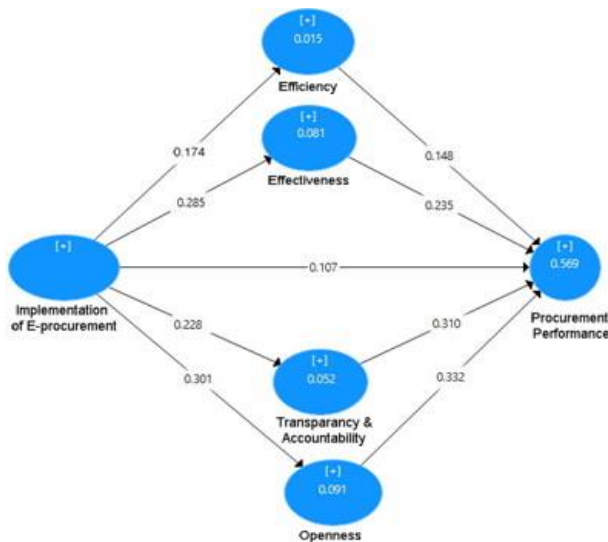 [+]
0.015
Efficiency
[+]
0.081
Effectiveness
0.174
0.148
0.285
0.235
[+]
Implementation
of E-procurement
0.107
[+]
0.569
Procurement
Performance
0.228
0.310
0.301
0.332
[+]
0.052
Transparancy &
Accountability
[+]
0.091
Openness